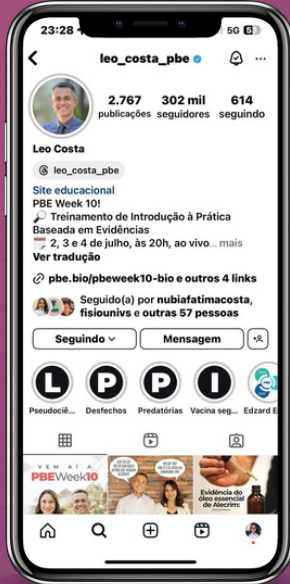 23:28
5G
leo_costa_pbe
2.767
302 mil
614
publicações
seguidores
seguindo
Leo Costa
leo_costa_pbe
Site educacional
PBE Week 10!
🔎 Treinamento de Introdução à Prática
Baseada em Evidências
🗓️ 2, 3 e 4 de julho, às 20h, ao vivo... mais
Ver tradução
pbe.bio/pbeweek10-bio e outros 4 links
Seguido(a) por nubiafatimacosta,
fisiounivs e outras 57 pessoas
Seguindo
Mensagem
L
P
P
I
Pseudociê...
Desfechos
Predatórias
Vacina seg...
Edzard E
VEM AÍ A
PBEWeek10
Evidência do
óleo essencial
de Alecrim: